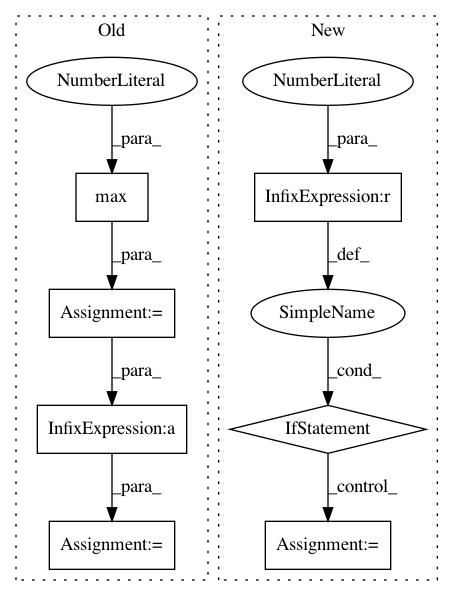 Old
NumberLiteral
_para_
max
_para_
Assignment:=
_para_
InfixExpression:a
_para_
Assignment:=
New
NumberLiteral
_para_
InfixExpression:r
_def_
SimpleName
_cond_
IfStatement
_control_
Assignment:=